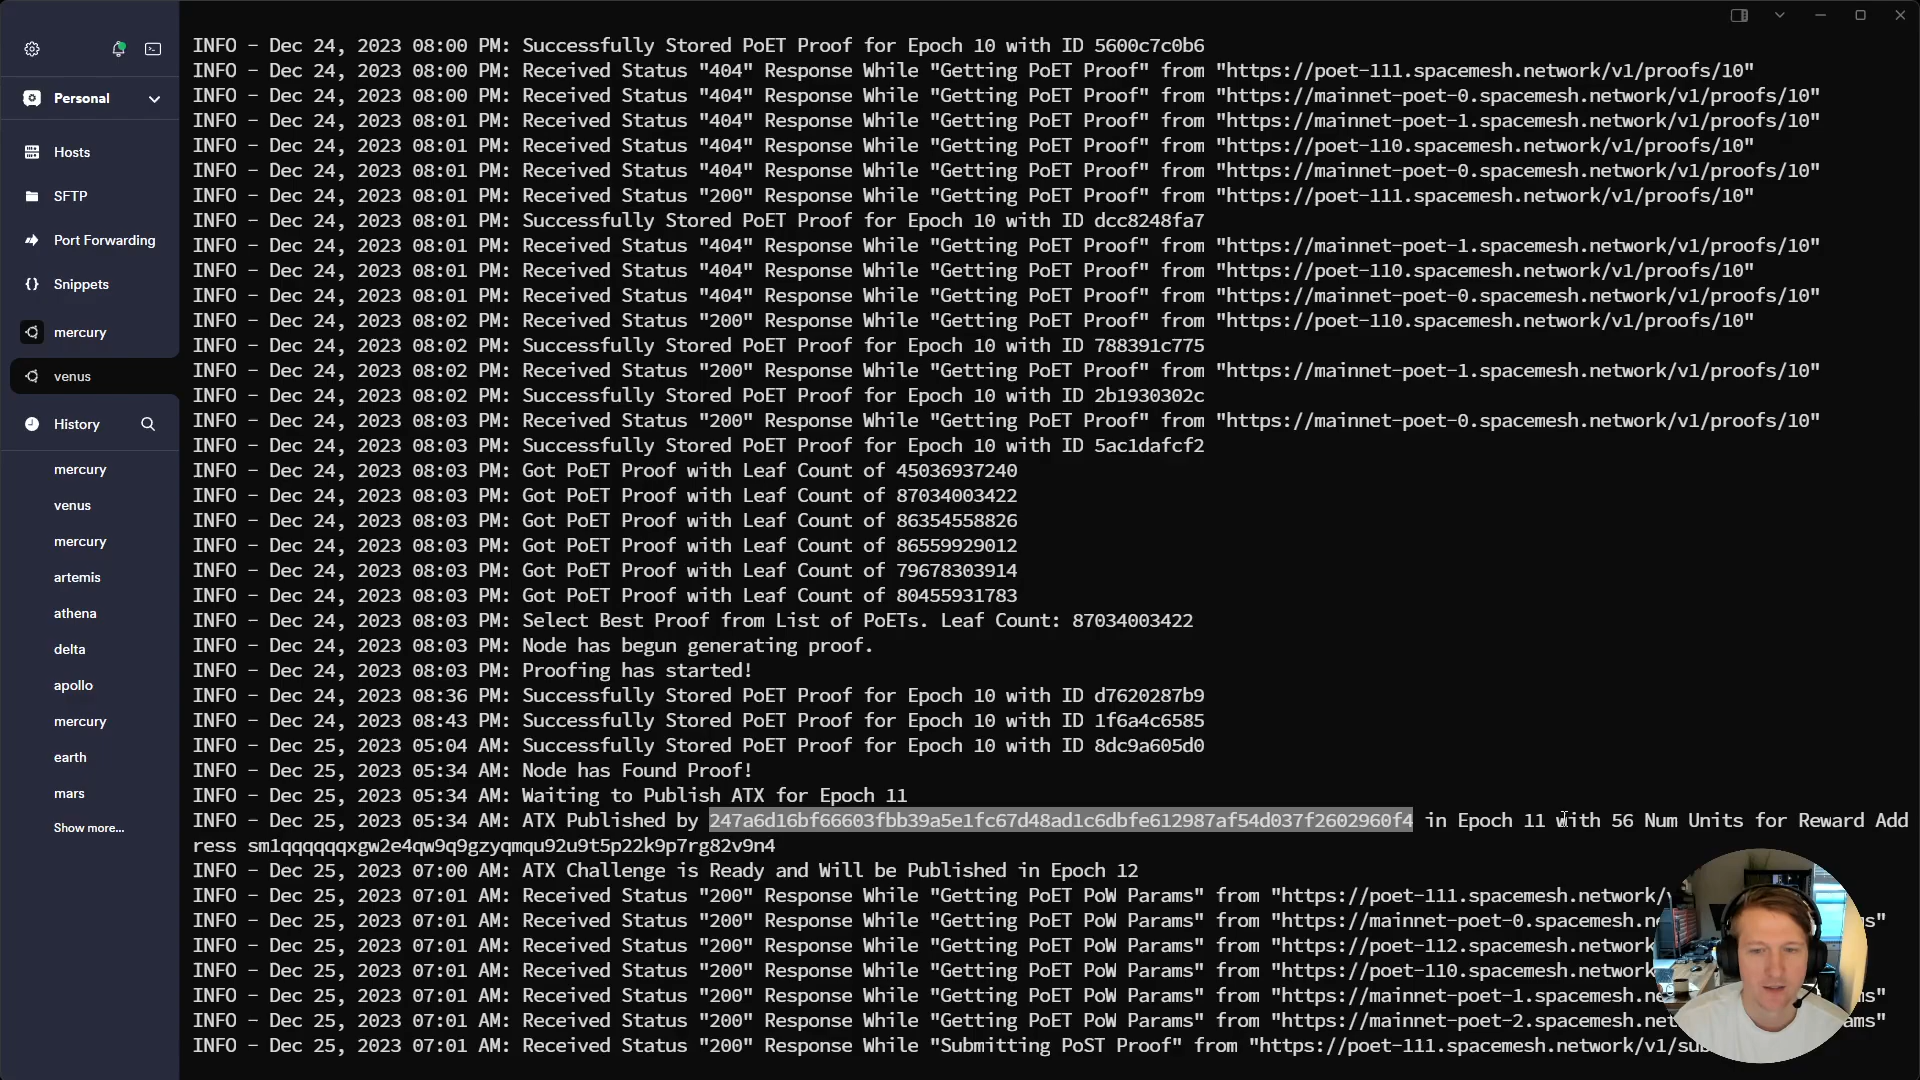 Personal
Hosts
SFTP
Port Forwarding
Snippets
mercury
venus
History
mercury
venus
mercury
artemis
athena
delta
apollo
mercury
earth
mars
Show more...
INFO - Dec 24, 2023 08:00 PM: Successfully Stored PoET Proof for Epoch 10 with ID 5600c7c0b6
INFO - Dec 24, 2023 08:00 PM: Received Status "404" Response While "Getting PoET Proof" from "https://poet-111.spacemesh.network/v1/proofs/10"
INFO - Dec 24, 2023 08:00 PM: Received Status "404" Response While "Getting PoET Proof" from "https://mainnet-poet-0.spacemesh.network/v1/proofs/10"
INFO - Dec 24, 2023 08:01 PM: Received Status "404" Response While "Getting PoET Proof" from "https://mainnet-poet-1.spacemesh.network/v1/proofs/10"
INFO - Dec 24, 2023 08:01 PM: Received Status "404" Response While "Getting PoET Proof" from "https://poet-110.spacemesh.network/v1/proofs/10"
INFO - Dec 24, 2023 08:01 PM: Received Status "404" Response While "Getting PoET Proof" from "https://mainnet-poet-0.spacemesh.network/v1/proofs/10"
INFO - Dec 24, 2023 08:01 PM: Received Status "200" Response While "Getting PoET Proof" from "https://poet-111.spacemesh.network/v1/proofs/10"
INFO - Dec 24, 2023 08:01 PM: Successfully Stored PoET Proof for Epoch 10 with ID dcc8248fa7
INFO - Dec 24, 2023 08:01 PM: Received Status "404" Response While "Getting PoET Proof" from "https://mainnet-poet-1.spacemesh.network/v1/proofs/10"
INFO - Dec 24, 2023 08:01 PM: Received Status "404" Response While "Getting PoET Proof" from "https://poet-110.spacemesh.network/v1/proofs/10"
INFO - Dec 24, 2023 08:01 PM: Received Status "404" Response While "Getting PoET Proof" from "https://mainnet-poet-0.spacemesh.network/v1/proofs/10"
INFO - Dec 24, 2023 08:02 PM: Received Status "200" Response While "Getting PoET Proof" from "https://poet-110.spacemesh.network/v1/proofs/10"
INFO - Dec 24, 2023 08:02 PM: Successfully Stored PoET Proof for Epoch 10 with ID 788391c775
INFO - Dec 24, 2023 08:02 PM: Received Status "200" Response While "Getting PoET Proof" from "https://mainnet-poet-1.spacemesh.network/v1/proofs/10"
INFO - Dec 24, 2023 08:02 PM: Successfully Stored PoET Proof for Epoch 10 with ID 2b1930302c
INFO - Dec 24, 2023 08:03 PM: Received Status "200" Response While "Getting PoET Proof" from "https://mainnet-poet-0.spacemesh.network/v1/proofs/10"
INFO - Dec 24, 2023 08:03 PM: Successfully Stored PoET Proof for Epoch 10 with ID 5ac1dafcf2
INFO - Dec 24, 2023 08:03 PM: Got PoET Proof with Leaf Count of 45036937240
INFO - Dec 24, 2023 08:03 PM: Got PoET Proof with Leaf Count of 87034003422
INFO - Dec 24, 2023 08:03 PM: Got PoET Proof with Leaf Count of 86354558826
INFO - Dec 24, 2023 08:03 PM: Got PoET Proof with Leaf Count of 86559929012
INFO - Dec 24, 2023 08:03 PM: Got PoET Proof with Leaf Count of 79678303914
INFO - Dec 24, 2023 08:03 PM: Got PoET Proof with Leaf Count of 80455931783
INFO - Dec 24, 2023 08:03 PM: Select Best Proof from List of PoETs. Leaf Count: 87034003422
INFO - Dec 24, 2023 08:03 PM: Node has begun generating proof.
INFO - Dec 24, 2023 08:03 PM: Proofing has started!
INFO - Dec 24, 2023 08:36 PM: Successfully Stored PoET Proof for Epoch 10 with ID d7620287b9
INFO - Dec 24, 2023 08:43 PM: Successfully Stored PoET Proof for Epoch 10 with ID 1f6a4c6585
INFO - Dec 25, 2023 05:04 AM: Successfully Stored PoET Proof for Epoch 10 with ID 8dc9a605d0
INFO - Dec 25, 2023 05:34 AM: Node has Found Proof!
INFO - Dec 25, 2023 05:34 AM: Waiting to Publish ATX for Epoch 11
INFO - Dec 25, 2023 05:34 AM: ATX Published by 247a6d16bf66603fbb39a5e1fc67d48ad1c6dbfe612987af54d037f2602960f4 in Epoch 11 with 56 Num Units for Reward Add
ress sm1qqqqqqxgw2e4qw9q9gzyqmqu92u9t5p22k9p7rg82v9n4
INFO - Dec 25, 2023 07:00 AM: ATX Challenge is Ready and Will be Published in Epoch 12
INFO - Dec 25, 2023 07:01 AM: Received Status "200" Response While "Getting PoET PoW Params" from "https://poet-111.spacemesh.network/
INFO - Dec 25, 2023 07:01 AM: Received Status "200" Response While "Getting PoET PoW Params" from "https://mainnet-poet-0.spacemesh.ne s"
INFO - Dec 25, 2023 07:01 AM: Received Status "200" Response While "Getting PoET PoW Params" from "https://poet-112.spacemesh.network
INFO - Dec 25, 2023 07:01 AM: Received Status "200" Response While "Getting PoET PoW Params" from "https://poet-110.spacemesh.network
INFO - Dec 25, 2023 07:01 AM: Received Status "200" Response While "Getting PoET PoW Params" from "https://mainnet-poet-1.spacemesh.ne s"
INFO - Dec 25, 2023 07:01 AM: Received Status "200" Response While "Getting PoET PoW Params" from "https://mainnet-poet-2.spacemesh.net ams"
INFO - Dec 25, 2023 07:01 AM: Received Status "200" Response While "Submitting PoST Proof" from "https://poet-111.spacemesh.network/v1/su